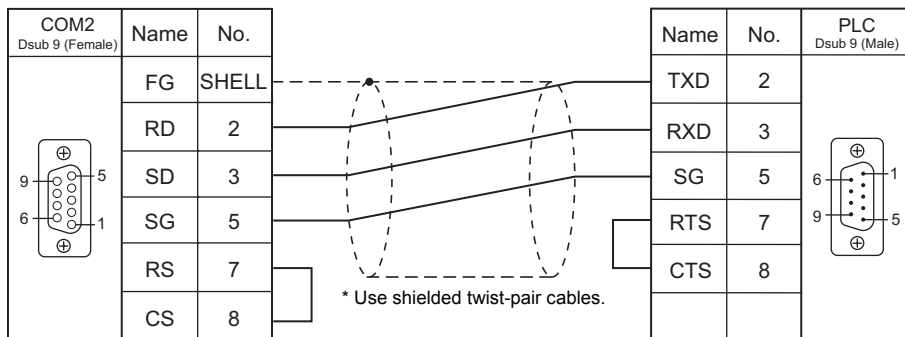 COM2
Dsub 9 (Female)
Name
No.
FG
SHELL
RD
2
SD
3
SG
5
RS
7
CS
8
9
6
5
1
* Use shielded twist-pair cables.
Name
No.
PLC
Dsub 9 (Male)
TXD
2
RXD
3
SG
5
RTS
7
CTS
8
6
9
1
5